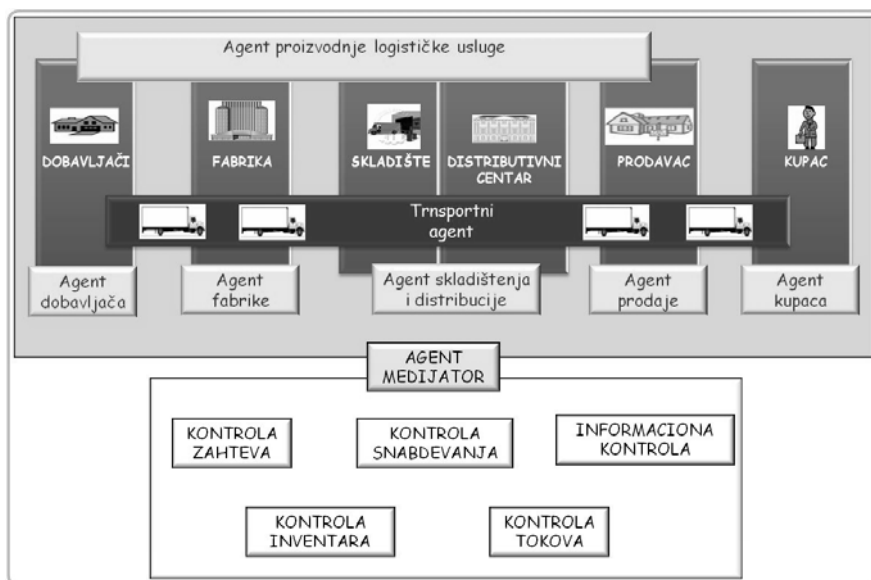 Agent proizvodnje logističke usluge
DOBAVLJAČI
FABRIKA
SKLADIŠTE
DISTRIBUTIVNI
CENTAR
PRODAVAC
KUPAC
Trnsportni
agent
Agent
dobavljača
Agent
fabrike
Agent skladištenja
i distribucije
Agent
prodaje
Agent
kupaca
AGENT
MEDIJATOR
KONTROLA
ZAHTEVA
KONTROLA
SNABDEVANJA
INFORMACIONA
KONTROLA
KONTROLA
INVENTARA
KONTROLA
TOKOVA